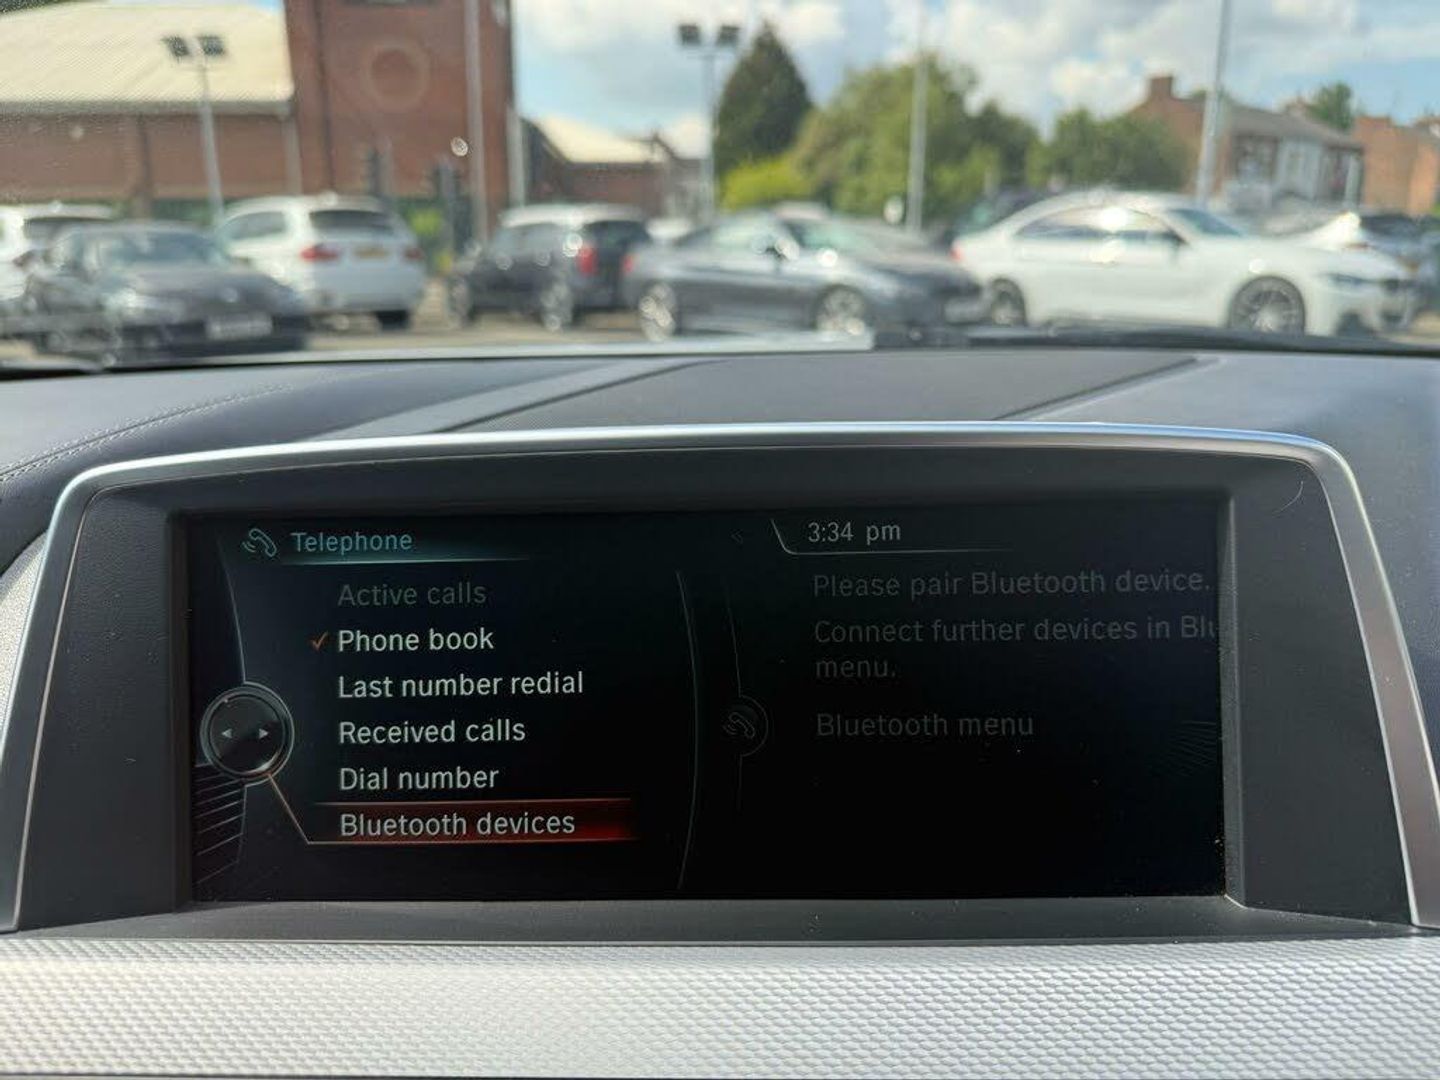 Telephone
3:34 pm
Active calls
Phone book
Last number redial
Received calls
Dial number
Bluetooth devices
Please pair Bluetooth device.
Connect further devices in Blu
menu.
Bluetooth menu